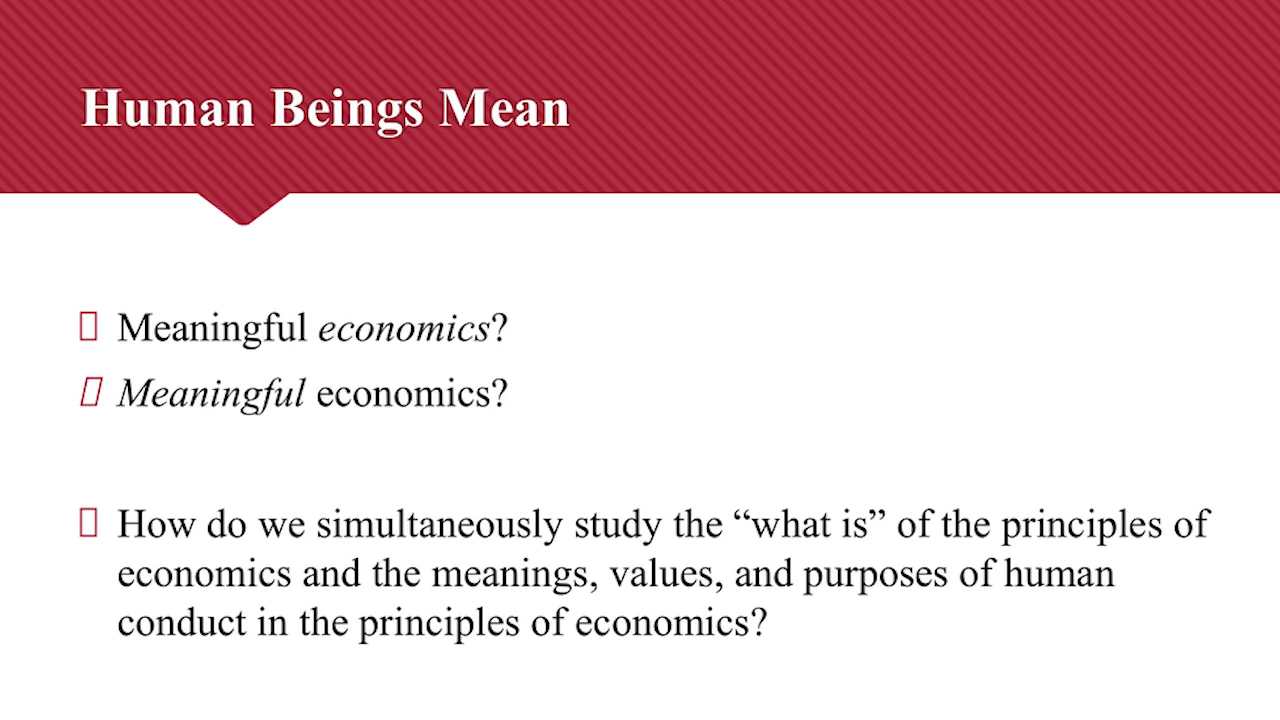 Human Beings Mean
Meaningful economics?
Meaningful economics?
How do we simultaneously study the “what is” of the principles of
economics and the meanings, values, and purposes of human
conduct in the principles of economics?